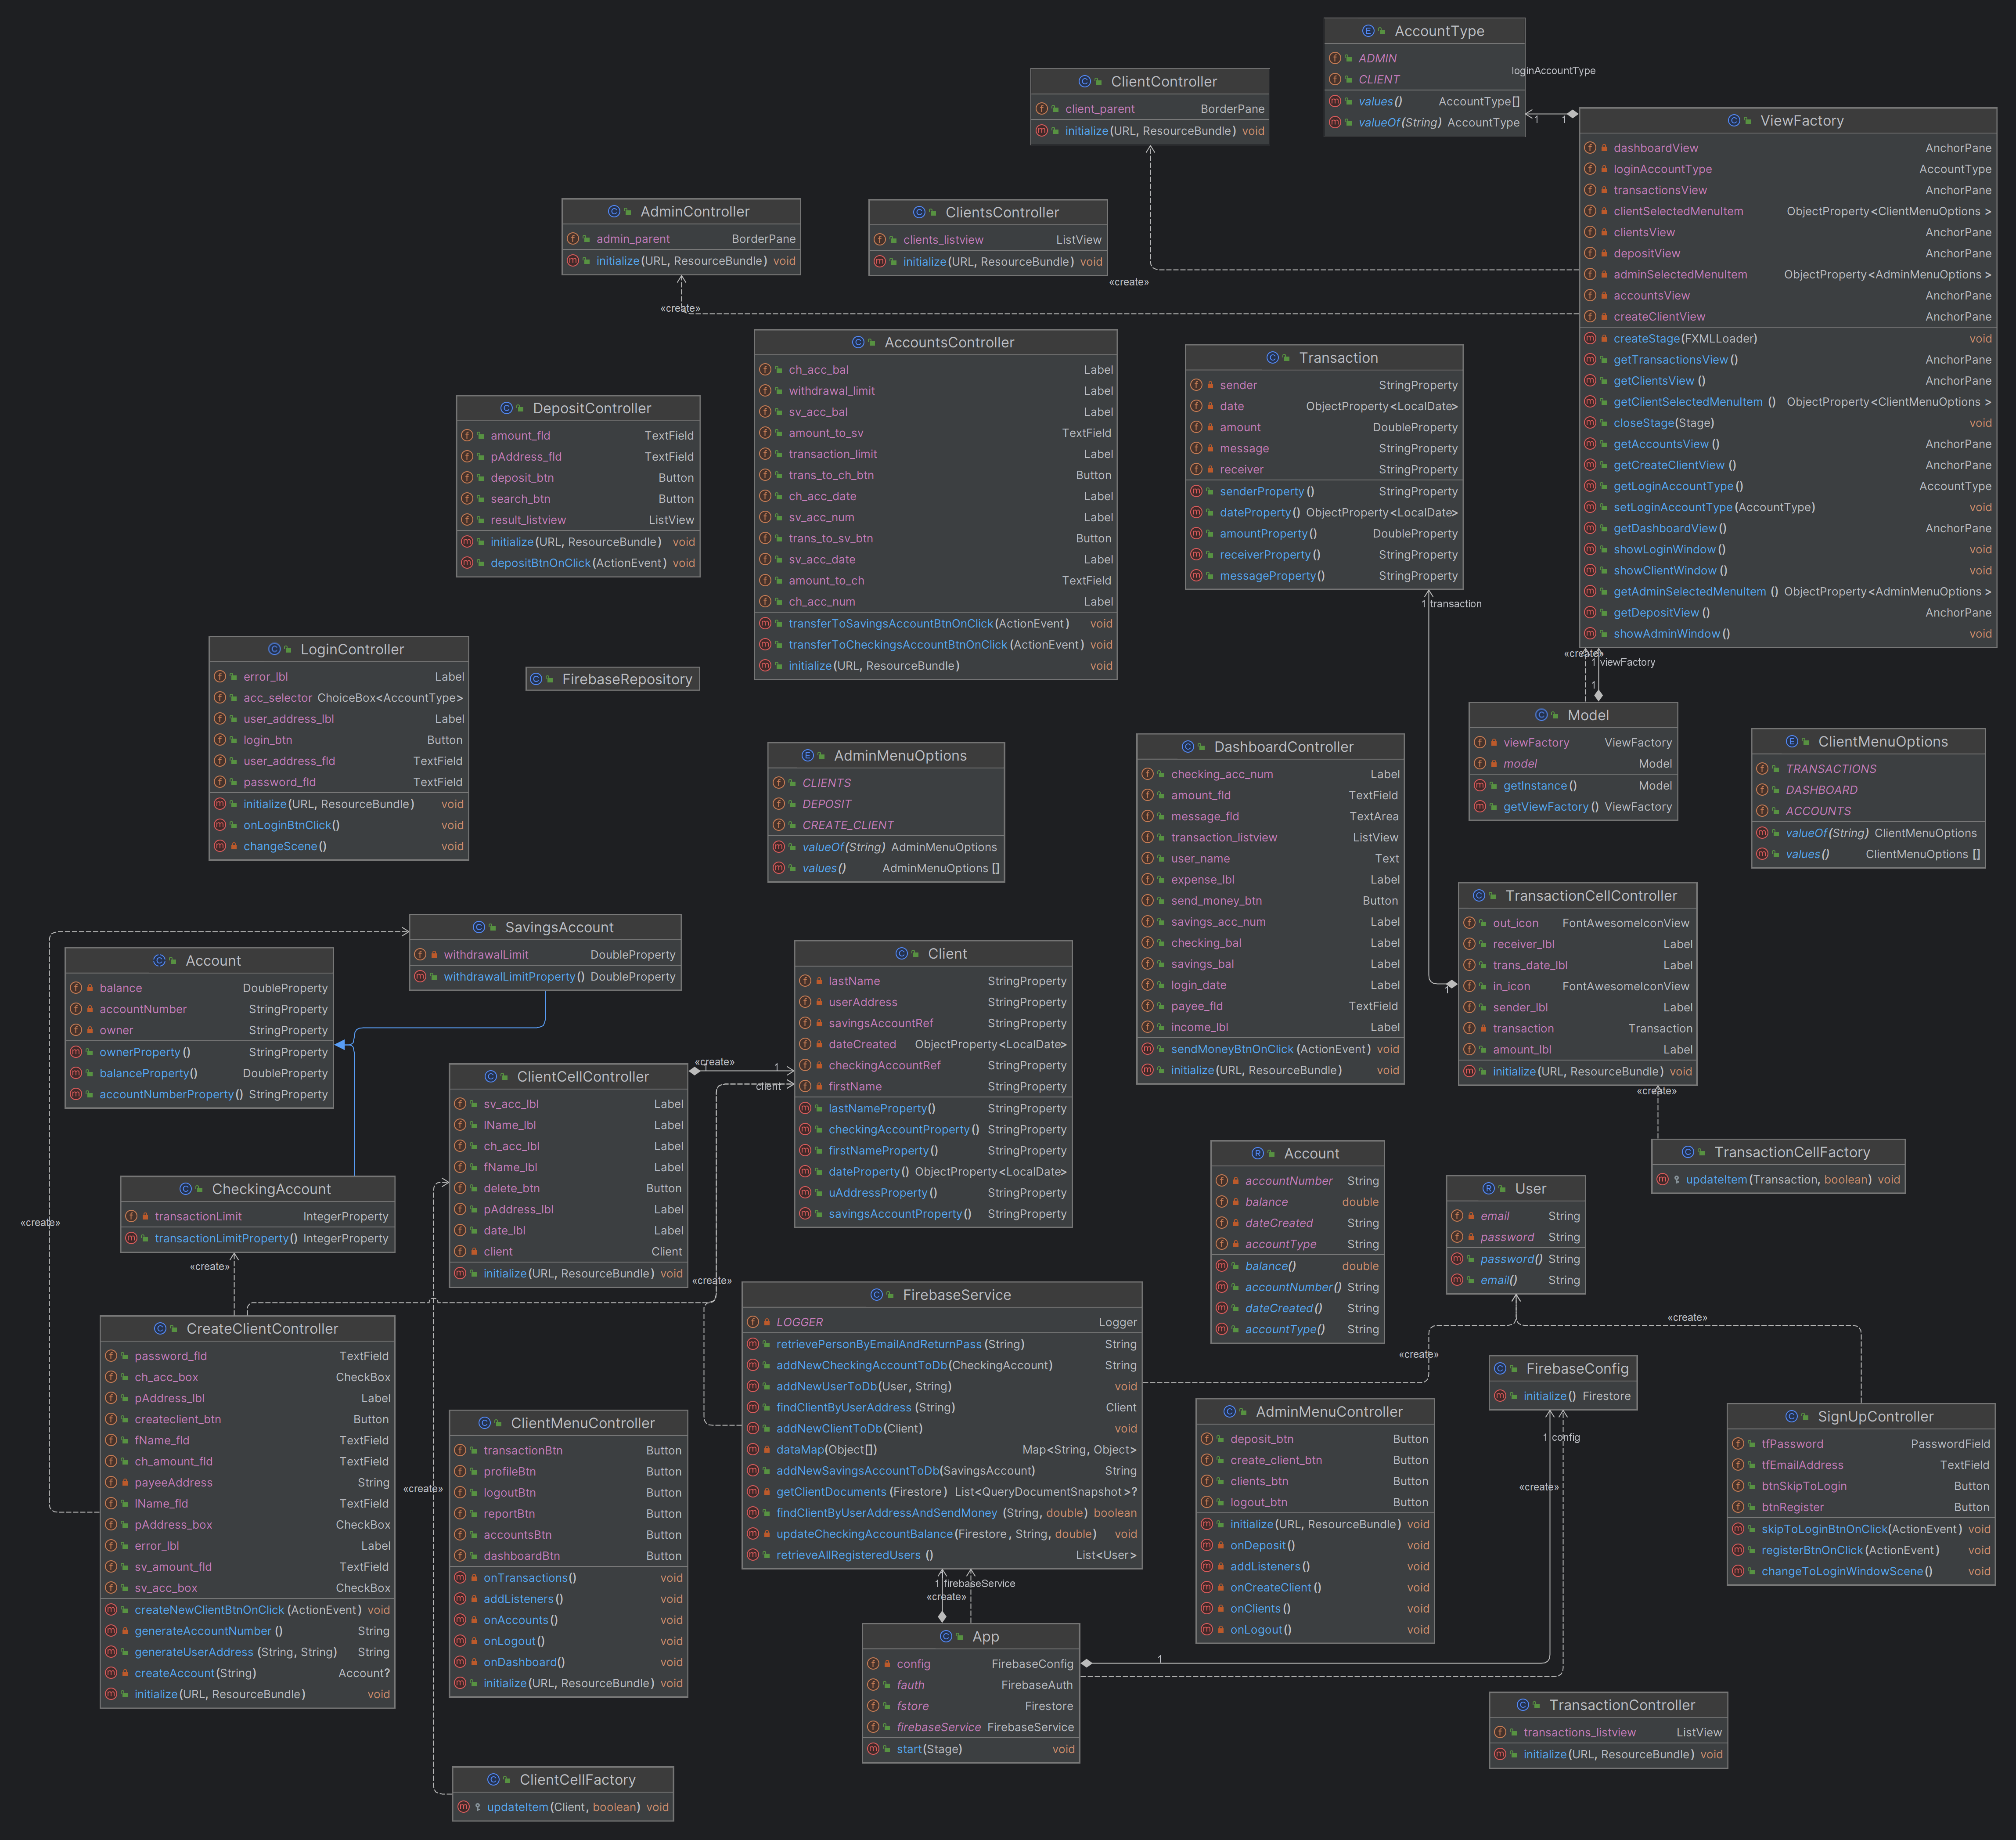 AccountType
ADMIN
CLIENT
values() AccountType[]
valueOf(String) AccountType
loginAccountType
1 1
ClientController
client_parent BorderPane
initialize(URL, ResourceBundle) void
ViewFactory
dashboardView AnchorPane
loginAccountType AccountType
transactionsView AnchorPane
clientSelectedMenuItem ObjectProperty<ClientMenuOptions>
clientsView AnchorPane
depositView AnchorPane
adminSelectedMenuItem ObjectProperty<AdminMenuOptions>
accountsView AnchorPane
createClientView AnchorPane
createStage(FXMLLoader) void
getTransactionsView() AnchorPane
getClientsView() AnchorPane
getClientSelectedMenuItem() ObjectProperty<ClientMenuOptions>
closeStage(Stage) void
getAccountsView() AnchorPane
getCreateClientView() AnchorPane
getLoginAccountType() AccountType
setLoginAccountType(AccountType) void
getDashboardView() AnchorPane
showLoginWindow() void
showClientWindow() void
getAdminSelectedMenuItem() ObjectProperty<AdminMenuOptions>
getDepositView() AnchorPane
showAdminWindow() void
AdminController
admin_parent BorderPane
initialize(URL, ResourceBundle) void
ClientsController
clients_listview ListView
initialize(URL, ResourceBundle) void
«create»
«create»
AccountsController
ch_acc_bal Label
withdrawal_limit Label
sv_acc_bal Label
amount_to_sv TextField
transaction_limit Label
trans_to_ch_btn Button
ch_acc_date Label
sv_acc_num Label
trans_to_sv_btn Button
sv_acc_date Label
amount_to_ch TextField
ch_acc_num Label
transferToSavingsAccountBtnOnClick(ActionEvent) void
transferToCheckingsAccountBtnOnClick(ActionEvent) void
initialize(URL, ResourceBundle) void
Transaction
sender StringProperty
date ObjectProperty<LocalDate>
amount DoubleProperty
message StringProperty
receiver StringProperty
senderProperty() StringProperty
dateProperty() ObjectProperty<LocalDate>
amountProperty() DoubleProperty
receiverProperty() StringProperty
messageProperty() StringProperty
1 transaction
DepositController
amount_fld TextField
pAddress_fld TextField
deposit_btn Button
search_btn Button
result_listview ListView
initialize(URL, ResourceBundle) void
depositBtnOnClick(ActionEvent) void
LoginController
error_lbl Label
acc_selector ChoiceBox<AccountType>
user_address_lbl Label
login_btn Button
user_address_fld TextField
password_fld TextField
initialize(URL, ResourceBundle) void
onLoginBtnClick() void
changeScene() void
FirebaseRepository
«create»
1 viewFactory
1
Model
viewFactory ViewFactory
model Model
getInstance() Model
getViewFactory() ViewFactory
AdminMenuOptions
CLIENTS
DEPOSIT
CREATE_CLIENT
valueOf(String) AdminMenuOptions
values() AdminMenuOptions[]
DashboardController
checking_acc_num Label
amount_fld TextField
message_fld TextArea
transaction_listview ListView
user_name Text
expense_lbl Label
send_money_btn Button
savings_acc_num Label
checking_bal Label
savings_bal Label
login_date Label
payee_fld TextField
income_lbl Label
sendMoneyBtnOnClick(ActionEvent) void
initialize(URL, ResourceBundle) void
ClientMenuOptions
TRANSACTIONS
DASHBOARD
ACCOUNTS
valueOf(String) ClientMenuOptions
values() ClientMenuOptions[]
TransactionCellController
out_icon FontAwesomeIconView
receiver_lbl Label
trans_date_lbl Label
in_icon FontAwesomeIconView
sender_lbl Label
transaction Transaction
amount_lbl Label
initialize(URL, ResourceBundle) void
1
«create»
SavingsAccount
withdrawalLimit DoubleProperty
withdrawalLimitProperty() DoubleProperty
Account
balance DoubleProperty
accountNumber StringProperty
owner StringProperty
ownerProperty() StringProperty
balanceProperty() DoubleProperty
accountNumberProperty() StringProperty
Client
lastName StringProperty
userAddress StringProperty
savingsAccountRef StringProperty
dateCreated ObjectProperty<LocalDate>
checkingAccountRef StringProperty
firstName StringProperty
lastNameProperty() StringProperty
checkingAccountProperty() StringProperty
firstNameProperty() StringProperty
dateProperty() ObjectProperty<LocalDate>
uAddressProperty() StringProperty
savingsAccountProperty() StringProperty
«create»
1 1
client
ClientCellController
sv_acc_lbl Label
lName_lbl Label
ch_acc_lbl Label
fName_lbl Label
delete_btn Button
pAddress_lbl Label
date_lbl Label
client Client
initialize(URL, ResourceBundle) void
TransactionCellFactory
updateItem(Transaction, boolean) void
Account
accountNumber String
balance double
dateCreated String
accountType String
balance() double
accountNumber() String
dateCreated() String
accountType() String
User
email String
password String
password() String
email() String
CheckingAccount
transactionLimit IntegerProperty
transactionLimitProperty() IntegerProperty
«create»
«create»
«create»
«create»
«create»
FirebaseService
LOGGER Logger
retrievePersonByEmailAndReturnPass(String) String
addNewCheckingAccountToDb(CheckingAccount) String
addNewUserToDb(User, String) void
findClientByUserAddress(String) Client
addNewClientToDb(Client) void
dataMap(Object[]) Map<String, Object>
addNewSavingsAccountToDb(SavingsAccount) String
getClientDocuments(Firestore) List<QueryDocumentSnapshot>?
findClientByUserAddressAndSendMoney(String, double) boolean
updateCheckingAccountBalance(Firestore, String, double) void
retrieveAllRegisteredUsers() List<User>
CreateClientController
password_fld TextField
ch_acc_box CheckBox
pAddress_lbl Label
createclient_btn Button
fName_fld TextField
ch_amount_fld TextField
payeeAddress String
lName_fld TextField
pAddress_box CheckBox
error_lbl Label
sv_amount_fld TextField
sv_acc_box CheckBox
createNewClientBtnOnClick(ActionEvent) void
generateAccountNumber() String
generateUserAddress(String, String) String
createAccount(String) Account?
initialize(URL, ResourceBundle) void
FirebaseConfig
initialize() Firestore
1 config
«create»
«create»
ClientMenuController
transactionBtn Button
profileBtn Button
logoutBtn Button
reportBtn Button
accountsBtn Button
dashboardBtn Button
onTransactions() void
addListeners() void
onAccounts() void
onLogout() void
onDashboard() void
initialize(URL, ResourceBundle) void
AdminMenuController
deposit_btn Button
create_client_btn Button
clients_btn Button
logout_btn Button
initialize(URL, ResourceBundle) void
onDeposit() void
addListeners() void
onCreateClient() void
onClients() void
onLogout() void
SignUpController
tfPassword PasswordField
tfEmailAddress TextField
btnSkipToLogin Button
btnRegister Button
skipToLoginBtnOnClick(ActionEvent) void
registerBtnOnClick(ActionEvent) void
changeToLoginWindowScene() void
1 firebaseService
«create»
App
config FirebaseConfig
fauth FirebaseAuth
fstore Firestore
firebaseService FirebaseService
start(Stage) void
1
TransactionController
transactions_listview ListView
initialize(URL, ResourceBundle) void
ClientCellFactory
updateItem(Client, boolean) void